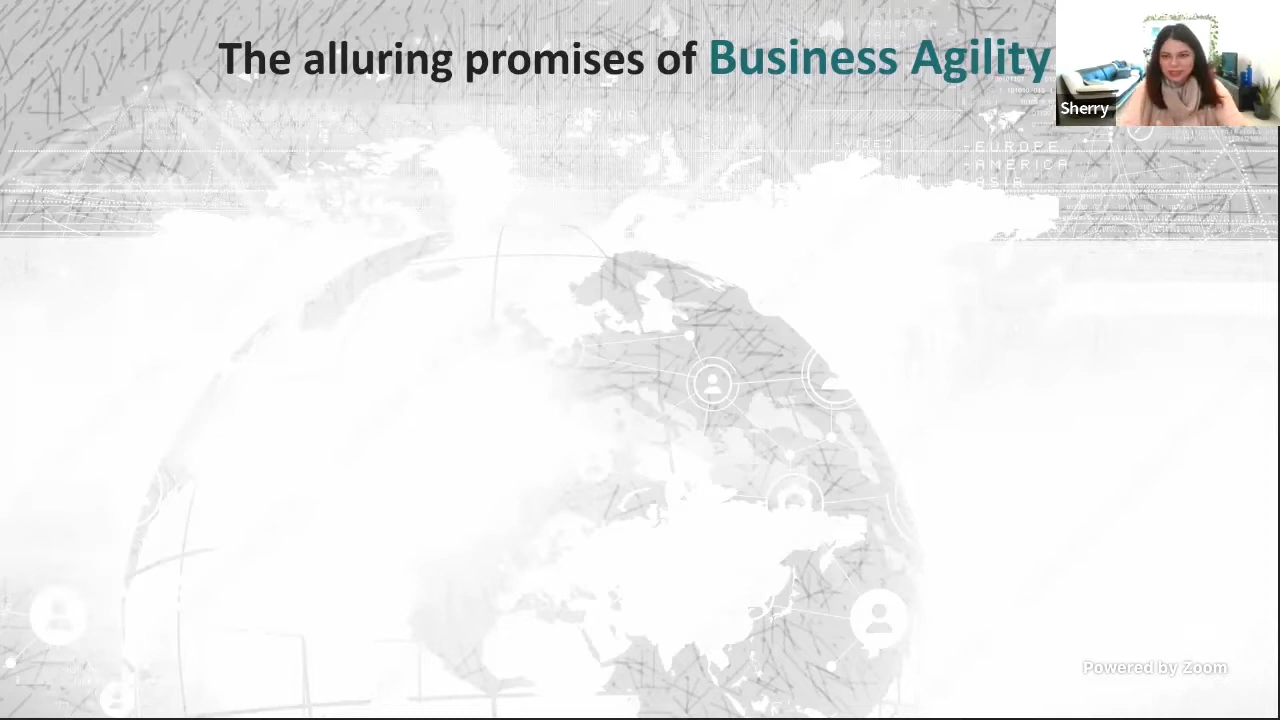 The alluring promises of Business Agility
Sherry
-EUROPE
-AMERICA
Powered by Zoom